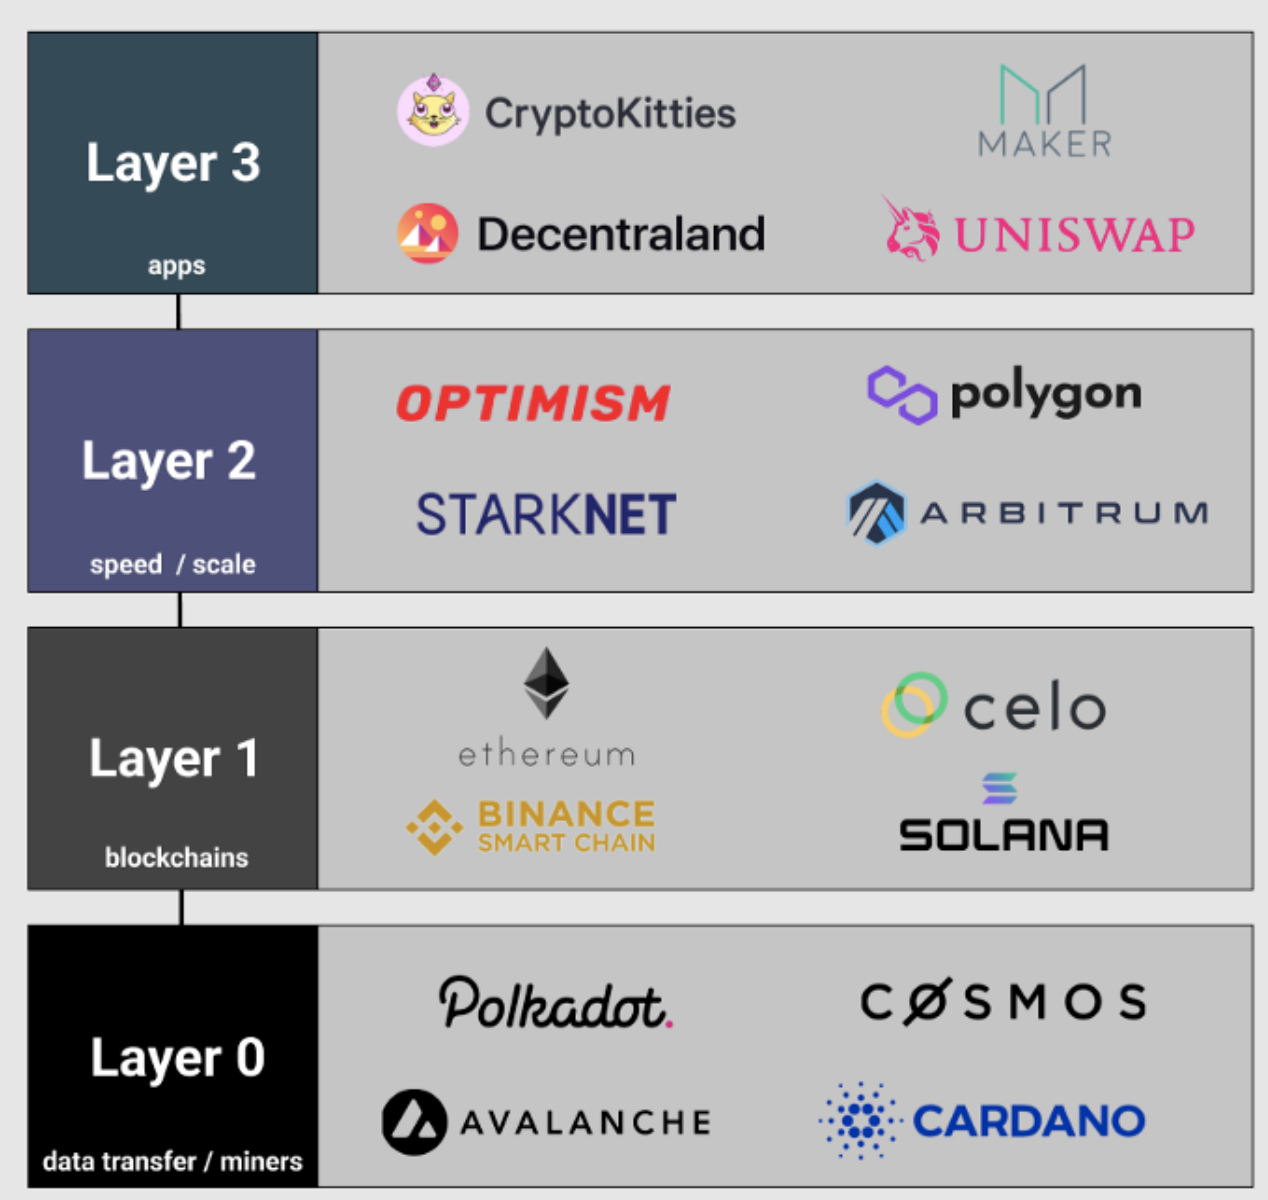 Layer 3
apps
CryptoKitties
MAKER
Decentraland
UNISWAP
Layer 2
speed / scale
OPTIMISM
polygon
STARKNET
ARBITRUM
Layer 1
blockchains
ethereum
celo
BINANCE
SMART CHAIN
SOLANA
Layer 0
data transfer / miners
Polkadot.
CØSMOS
AVALANCHE
CARDANO